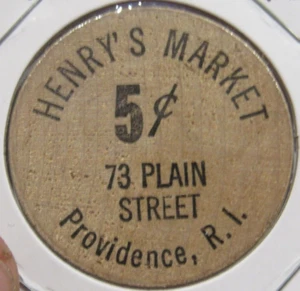 HENRY'S MARKET
5¢
73 PLAIN
STREET
Providence, R. I.